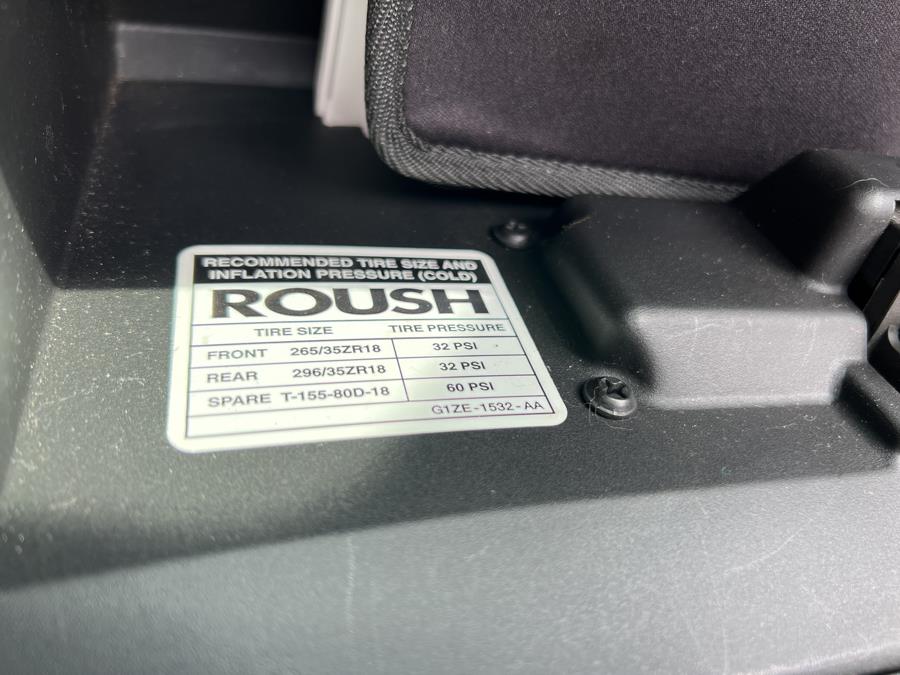 RECOMMENDED TIRE SIZE AND
INFLATION PRESSURE (COLD)
ROUSH
TIRE SIZE TIRE PRESSURE
FRONT 265/35ZR18 32 PSI
REAR 296/35ZR18 32 PSI
SPARE T-155-80D-18 60 PSI
G1ZE-1532-AA